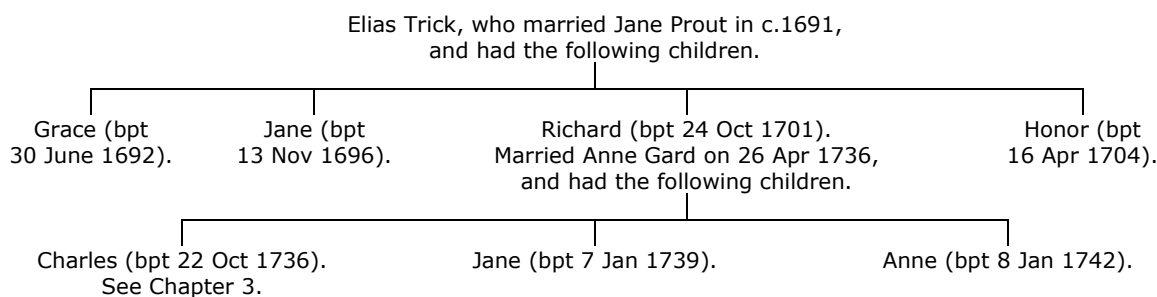 Elias Trick, who married Jane Prout in c.1691,
and had the following children.
Grace (bpt
30 June 1692).
Jane (bpt
13 Nov 1696).
Richard (bpt 24 Oct 1701).
Married Anne Gard on 26 Apr 1736,
and had the following children.
Honor (bpt
16 Apr 1704).
Charles (bpt 22 Oct 1736).
See Chapter 3.
Jane (bpt 7 Jan 1739).
Anne (bpt 8 Jan 1742).